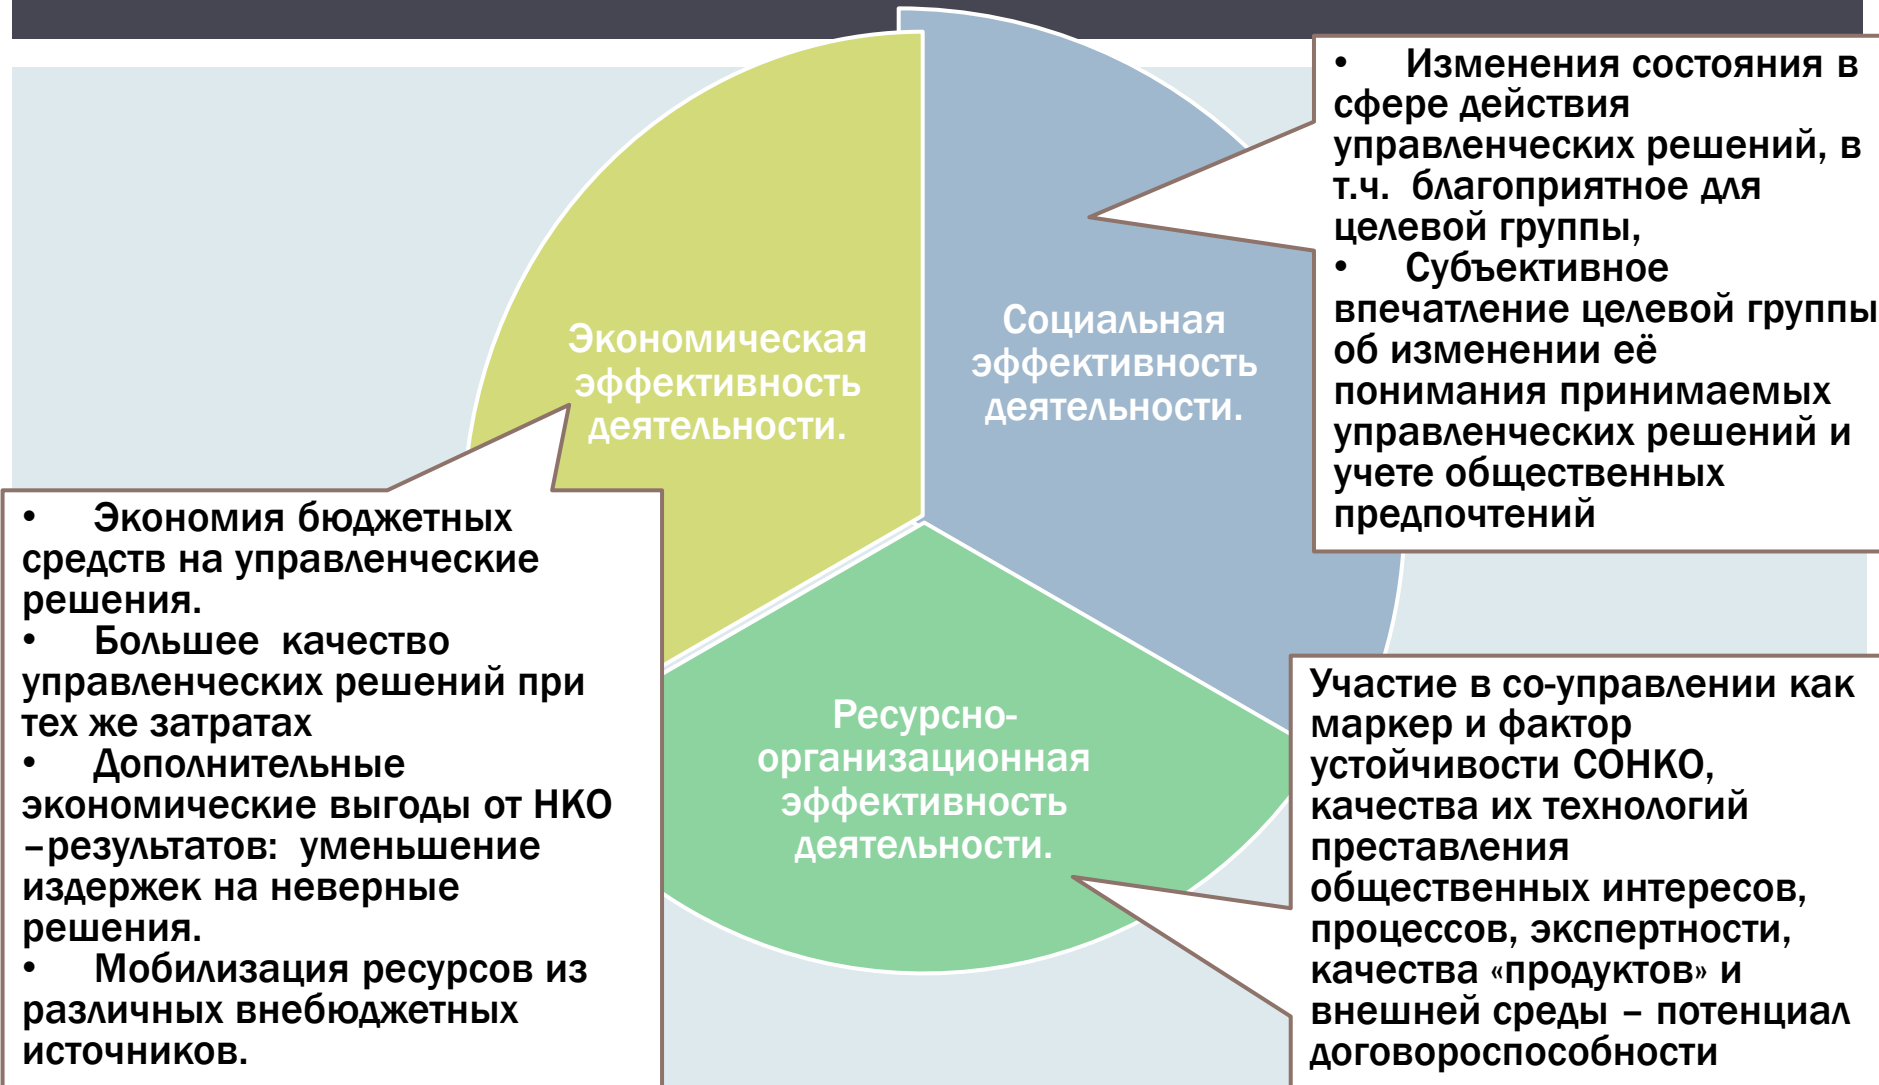 Экономическая
эффективность
деятельности.
Социальная
эффективность
деятельности.
Ресурсно-
организационная
эффективность
деятельности.
• Изменения состояния в
сфере действия
управленческих решений, в
т.ч. благоприятное для
целевой группы,
• Субъективное
впечатление целевой группы
об изменении её
понимания принимаемых
управленческих решений и
учете общественных
предпочтений
• Экономия бюджетных
средств на управленческие
решения.
• Большее качество
управленческих решений при
тех же затратах
• Дополнительные
экономические выгоды от НКО
–результатов: уменьшение
издержек на неверные
решения.
• Мобилизация ресурсов из
различных внебюджетных
источников.
Участие в со-управлении как
маркер и фактор
устойчивости СОНКО,
качества их технологий
преставления
общественных интересов,
процессов, экспертности,
качества «продуктов» и
внешней среды – потенциал
договороспособности